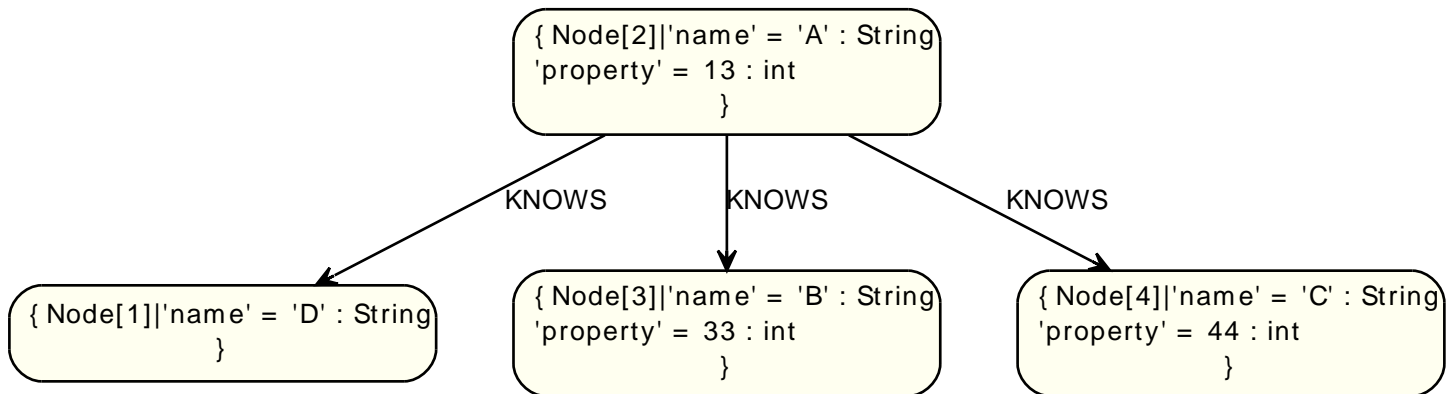 { Node[2]|'name' = 'A' : String
'property' = 13 : int
}
KNOWS
KNOWS
KNOWS
{ Node[1]|'name' = 'D' : String
}
{ Node[3]|'name' = 'B' : String
'property' = 33 : int
}
{ Node[4]|'name' = 'C' : String
'property' = 44 : int
}